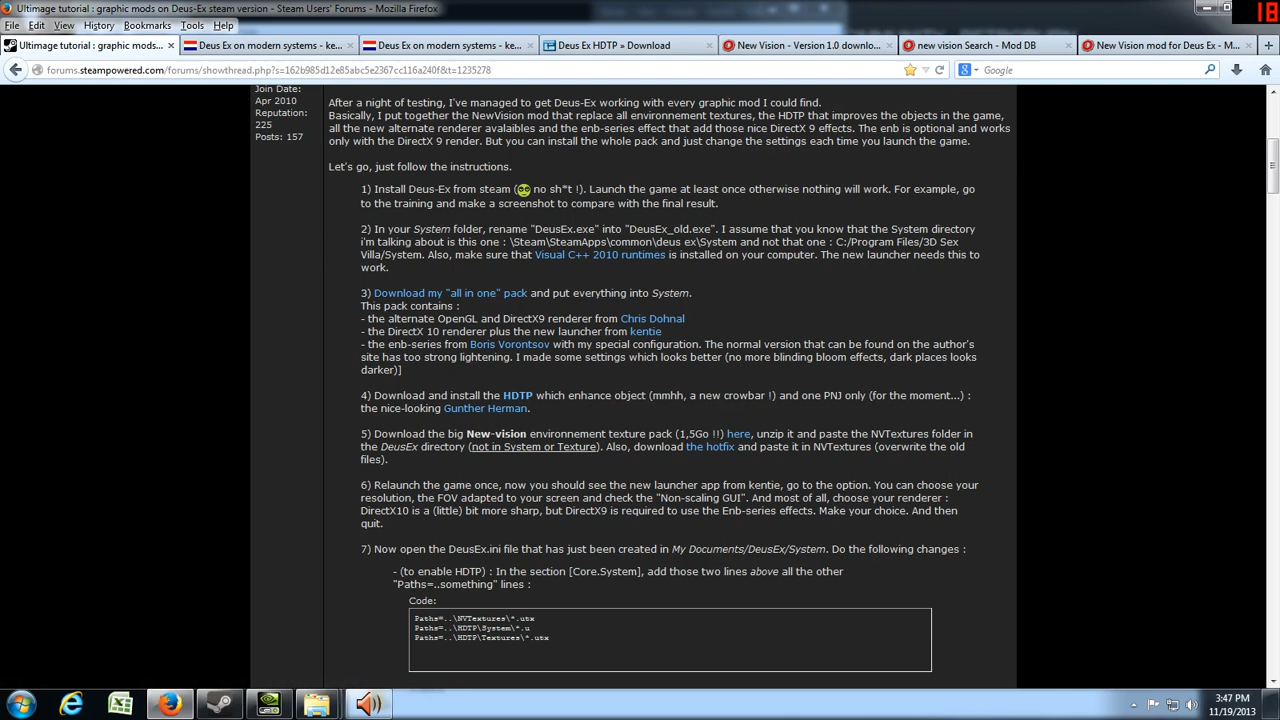 Ultimage tutorial : graphic mods on Deus-Ex steam version - Steam Users' Forums - Mozilla Firefox
18
File Edit View History Bookmarks Tools Help
Ultimage tutorial : graphic mods... × Deus Ex on modern systems - ke... × Deus Ex on modern systems - ke... × Deus Ex HDTP » Download × New Vision - Version 1.0 downlo... × new vision Search - Mod DB × New Vision mod for Deus Ex - M... × +
forums.steampowered.com/forums/showthread.php?s=162b985d12e85abc5e2367cc116a240f&t=1235278 Google
Join Date:
Apr 2010
Reputation:
225
Posts: 157
After a night of testing, I've managed to get Deus-Ex working with every graphic mod I could find.
Basically, I put together the NewVision mod that replace all environnement textures, the HDTP that improves the objects in the game,
all the new alternate renderer avalaibles and the enb-series effect that add those nice DirectX 9 effects. The enb is optional and works
only with the DirectX 9 render. But you can install the whole pack and just change the settings each time you launch the game.
Let's go, just follow the instructions.
1) Install Deus-Ex from steam ( no sh*t !). Launch the game at least once otherwise nothing will work. For example, go
to the training and make a screenshot to compare with the final result.
2) In your System folder, rename "DeusEx.exe" into "DeusEx_old.exe". I assume that you know that the System directory
i'm talking about is this one : \Steam\SteamApps\common\deus ex\System and not that one : C:/Program Files/3D Sex
Villa/System. Also, make sure that Visual C++ 2010 runtimes is installed on your computer. The new launcher needs this to
work.
3) Download my "all in one" pack and put everything into System.
This pack contains :
- the alternate OpenGL and DirectX9 renderer from Chris Dohnal
- the DirectX 10 renderer plus the new launcher from kentie
- the enb-series from Boris Vorontsov with my special configuration. The normal version that can be found on the author's
site has too strong lightening. I made some settings which looks better (no more blinding bloom effects, dark places looks
darker)]
4) Download and install the HDTP which enhance object (mmhh, a new crowbar !) and one PNJ only (for the moment...) :
the nice-looking Gunther Herman.
5) Download the big New-vision environnement texture pack (1,5Go !!) here, unzip it and paste the NVTextures folder in
the DeusEx directory (not in System or Texture). Also, download the hotfix and paste it in NVTextures (overwrite the old
files).
6) Relaunch the game once, now you should see the new launcher app from kentie, go to the option. You can choose your
resolution, the FOV adapted to your screen and check the "Non-scaling GUI". And most of all, choose your renderer :
DirectX10 is a (little) bit more sharp, but DirectX9 is required to use the Enb-series effects. Make your choice. And then
quit.
7) Now open the DeusEx.ini file that has just been created in My Documents/DeusEx/System. Do the following changes :
- (to enable HDTP) : In the section [Core.System], add those two lines above all the other
"Paths=..something" lines :
Code:
Paths=..\NVTextures\*.utx
Paths=..\HDTP\System\*.u
Paths=..\HDTP\Textures\*.utx
3:47 PM
11/19/2013